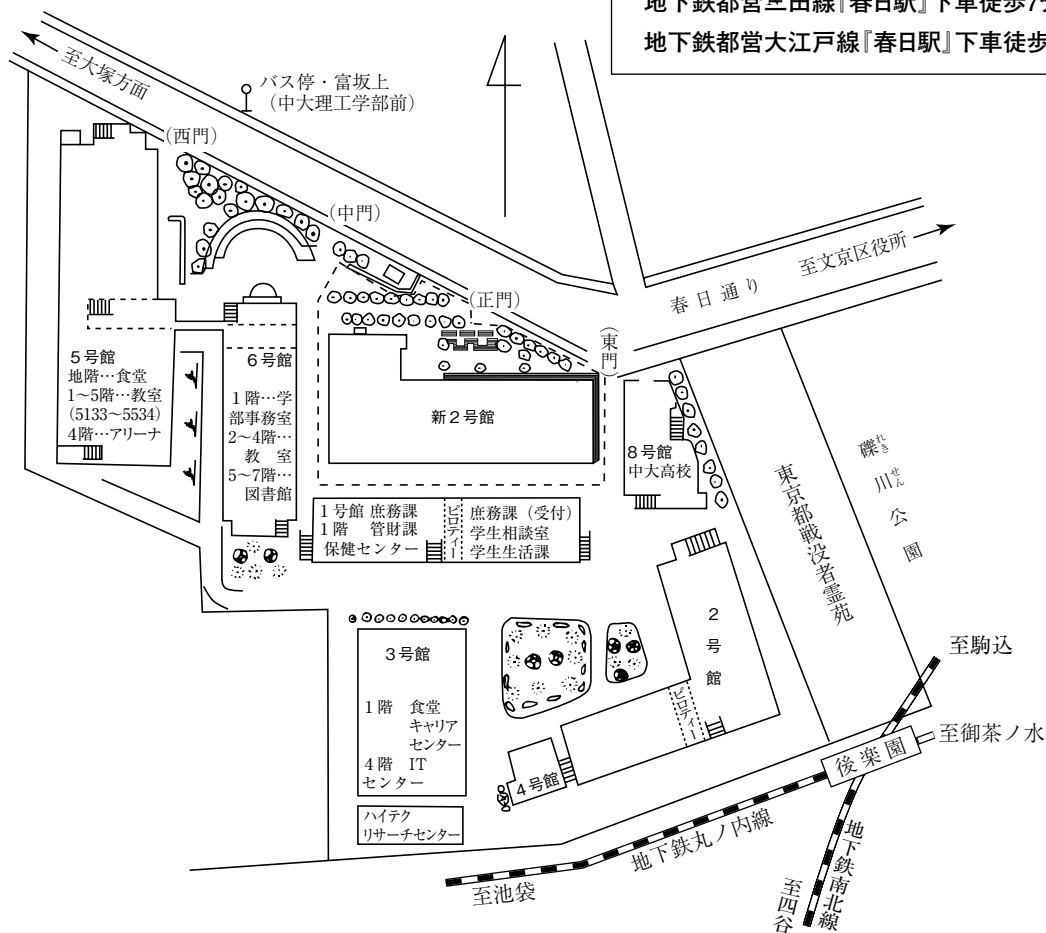 地下鉄都営三田線『春日駅』下車徒歩7
地下鉄都営大江戸線『春日駅』下車徒歩
至大塚方面
バス停・富坂上
（中大理工学部前）
（西門）
（中門）
（正門）
（東門）
春日通り
至文京区役所
5号館
地階…食堂
1～5階…教室
（5133～5534）
4階…アリーナ
6号館
1階…学
部事務室
2～4階…
教 室
5～7階…
図書館
新2号館
8号館
中大高校
東京都戦没者霊苑
礫川公園
れき
せん
1号館 庶務課
1階 管財課
保健センター
ピロティー
庶務課（受付）
学生相談室
学生生活課
2号館
ピロティー
3号館
1階 食堂
キャリア
センター
4階 IT
センター
4号館
ハイテク
リサーチセンター
至駒込
至御茶ノ水
後楽園
地下鉄丸ノ内線
至池袋
地下鉄南北線
至四谷